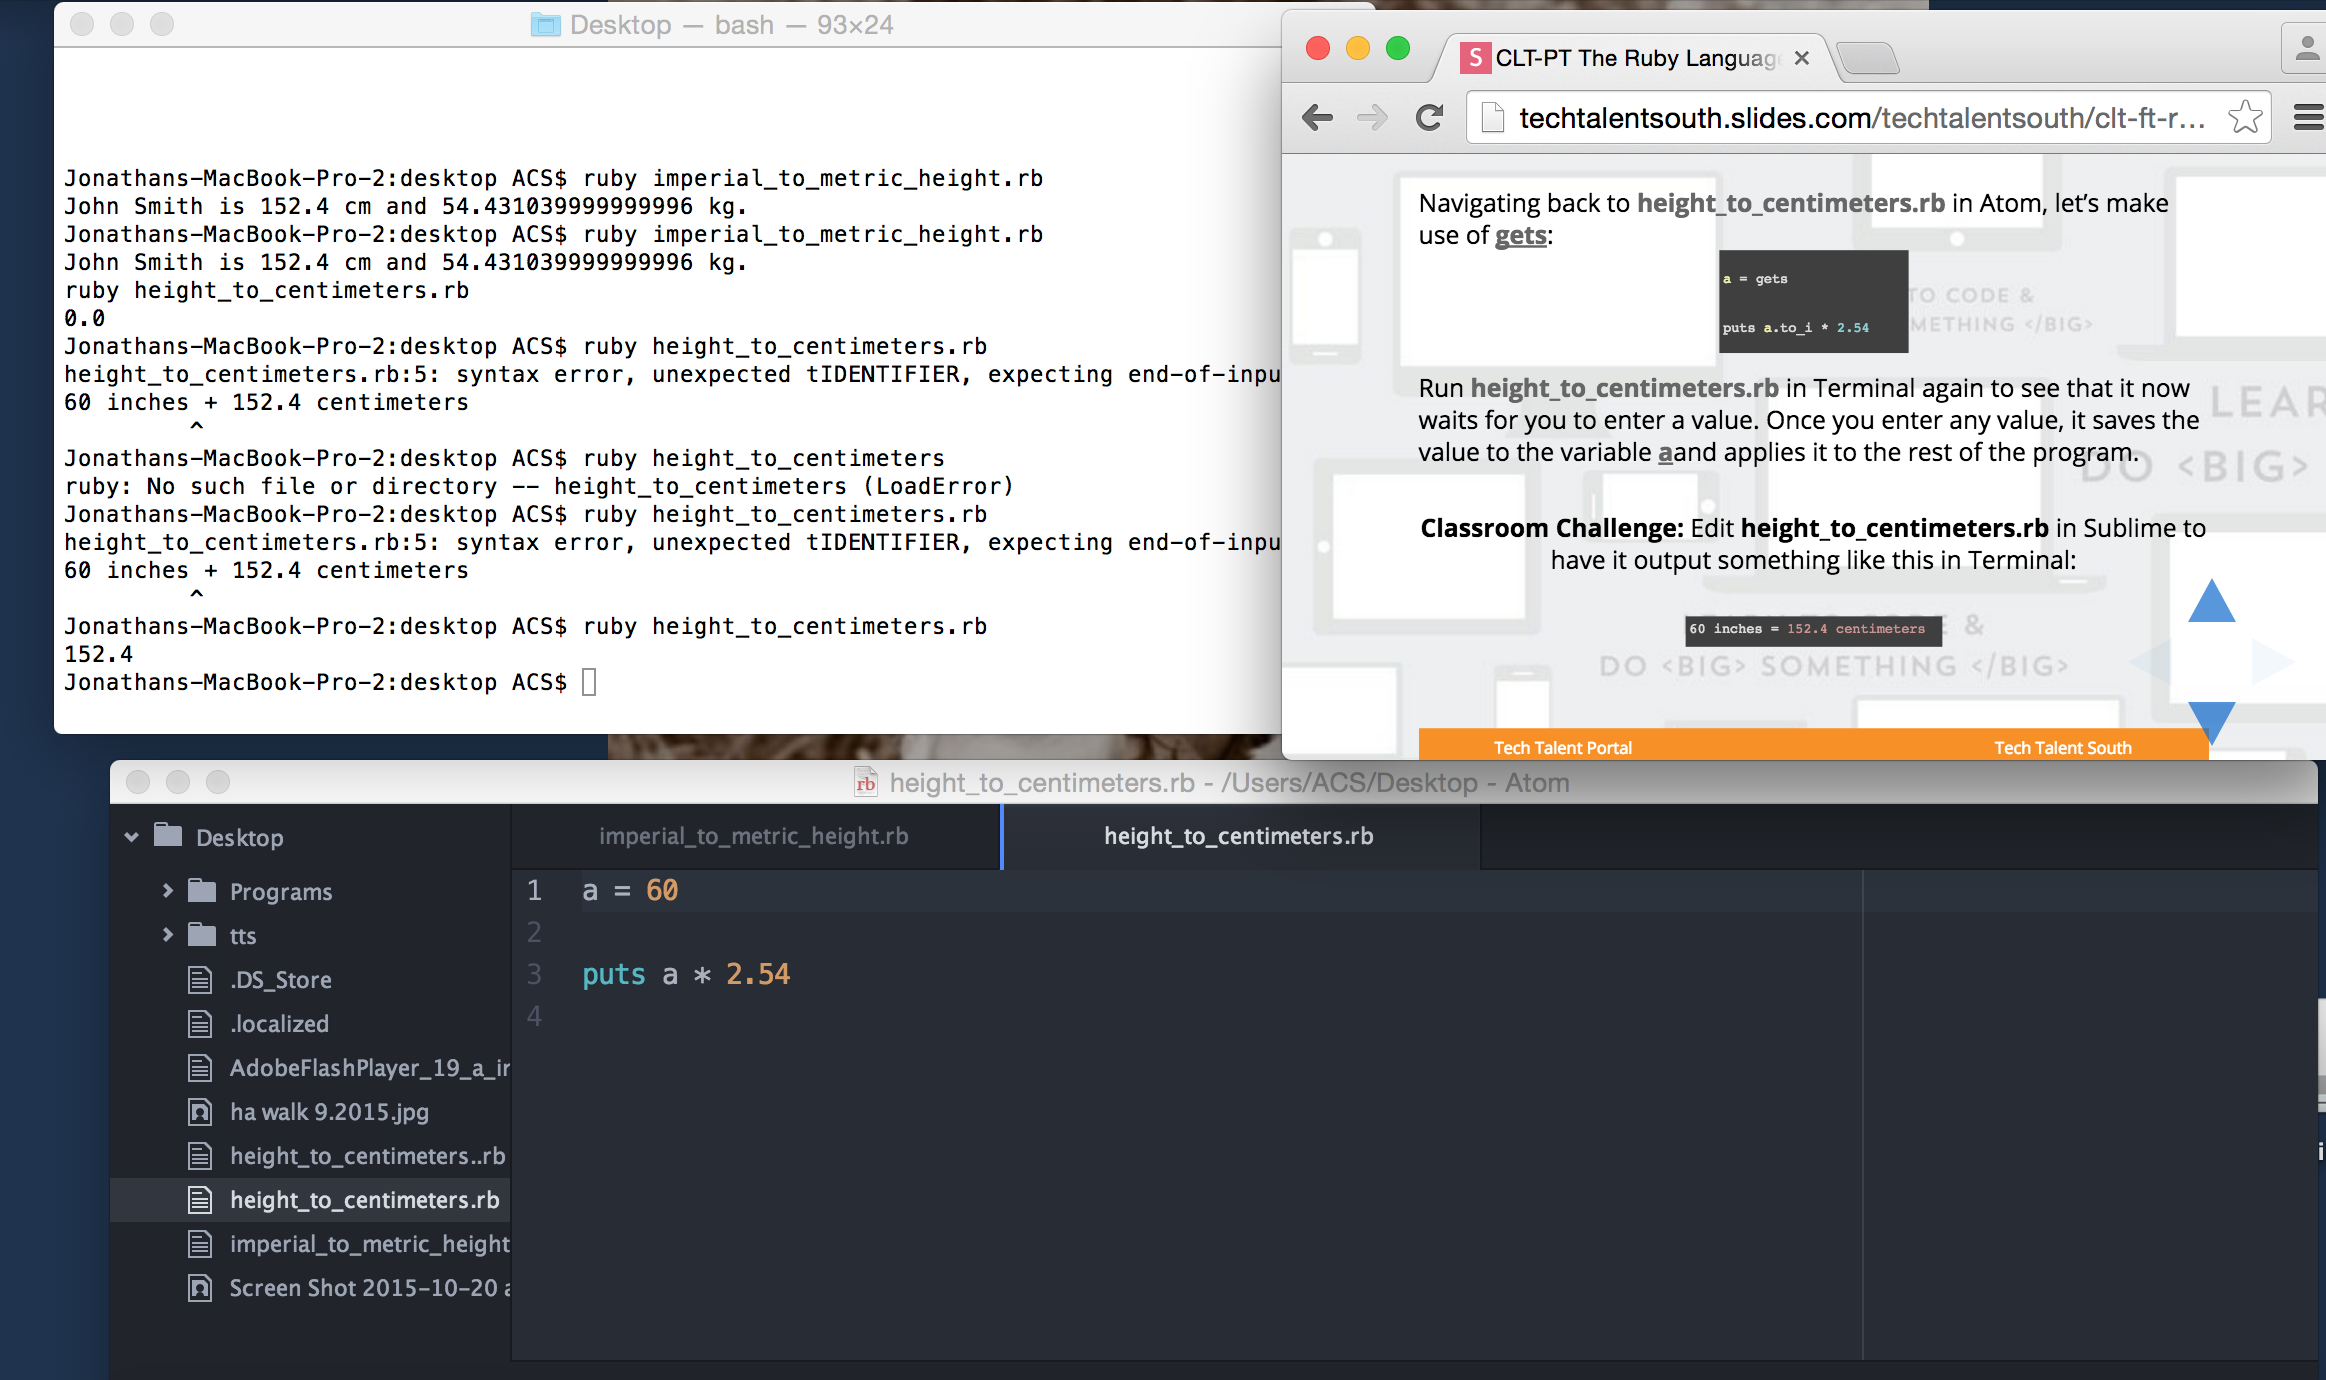 Desktop — bash — 93×24
Jonathans-MacBook-Pro-2:desktop ACS$ ruby imperial_to_metric_height.rb
John Smith is 152.4 cm and 54.431039999999996 kg.
Jonathans-MacBook-Pro-2:desktop ACS$ ruby imperial_to_metric_height.rb
John Smith is 152.4 cm and 54.431039999999996 kg.
ruby height_to_centimeters.rb
0.0
Jonathans-MacBook-Pro-2:desktop ACS$ ruby height_to_centimeters.rb
height_to_centimeters.rb:5: syntax error, unexpected tIDENTIFIER, expecting end-of-inpu
60 inches + 152.4 centimeters
^
Jonathans-MacBook-Pro-2:desktop ACS$ ruby height_to_centimeters
ruby: No such file or directory -- height_to_centimeters (LoadError)
Jonathans-MacBook-Pro-2:desktop ACS$ ruby height_to_centimeters.rb
height_to_centimeters.rb:5: syntax error, unexpected tIDENTIFIER, expecting end-of-inpu
60 inches + 152.4 centimeters
^
Jonathans-MacBook-Pro-2:desktop ACS$ ruby height_to_centimeters.rb
152.4
Jonathans-MacBook-Pro-2:desktop ACS$
S CLT-PT The Ruby Language
techtalentsouth.slides.com/techtalentsouth/clt-ft-r...
Navigating back to height_to_centimeters.rb in Atom, let's make
use of gets:
a = gets
puts a.to_i * 2.54
TO CODE &
METHING </BIG>
Run height_to_centimeters.rb in Terminal again to see that it now
waits for you to enter a value. Once you enter any value, it saves the
value to the variable aand applies it to the rest of the program.
LEAR
DO <BIG>
Classroom Challenge: Edit height_to_centimeters.rb in Sublime to
have it output something like this in Terminal:
60 inches = 152.4 centimeters
&
DO <BIG> SOMETHING </BIG>
Tech Talent Portal
Tech Talent South
rb height_to_centimeters.rb - /Users/ACS/Desktop - Atom
Desktop
Programs
tts
.DS_Store
.localized
AdobeFlashPlayer_19_a_ir
ha walk 9.2015.jpg
height_to_centimeters..rb
height_to_centimeters.rb
imperial_to_metric_height
Screen Shot 2015-10-20 a
imperial_to_metric_height.rb
height_to_centimeters.rb
1 a = 60
2
3 puts a * 2.54
4